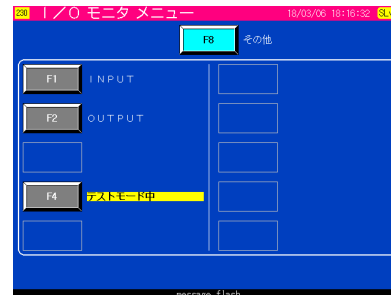 230 I/O モニタ メニュー 18/03/06 18:16:32
F8 その他
F1 INPUT
F2 OUTPUT
F4 テストモード中
message flash